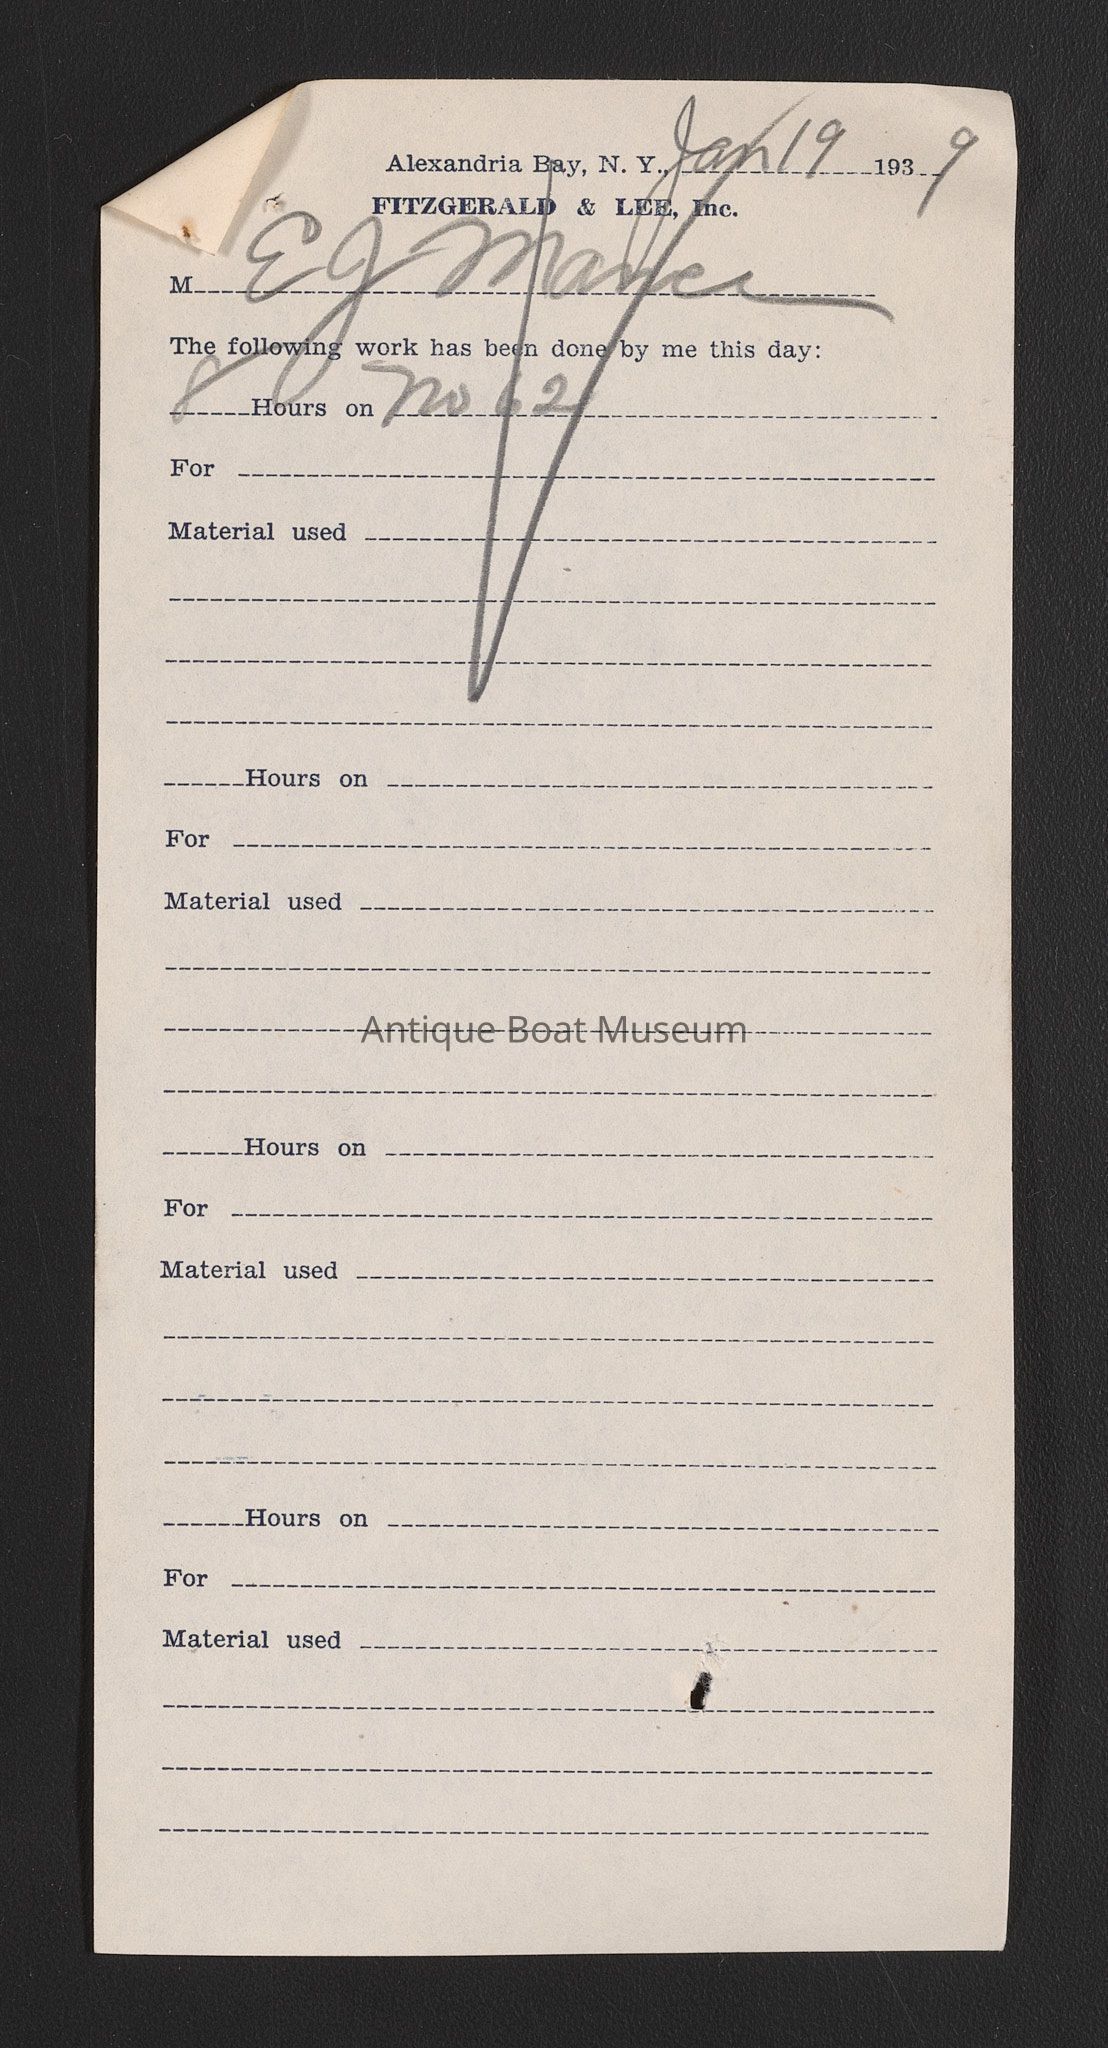 Alexandria Bay, N. Y., Jan 19 1939
FITZGERALD & LEE, Inc.
M E J
The following work has been done by me this day:
8 Hours on No 62
For
Material used
Hours on
For
Material used
Antique Boat Museum
Hours on
For
Material used
Hours on
For
Material used